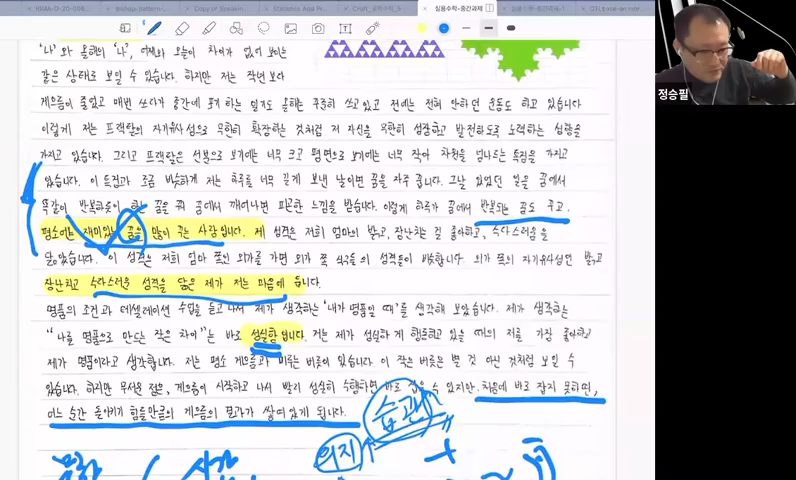 '나'와 올해의 '나', 어제와 오늘이 차이가 없어 보이는
같은 상태로 보일 수 있습니다. 하지만 저는 작년 보다
게으름이 줄었고 매번 쓰다가 중간에 포기 하는 일기도 올해는 꾸준히 쓰고있고 전에는 전혀 안하던 운동도 하고 있습니다
이렇게 저는 프랙탈의 자기유사성으로 무한히 확장하는 것처럼 저 자신을 무한히 성장하고 발전하도록 노력하는 성향을
가지고 있습니다. 그리고 프랙탈은 선분으로 보기에는 너무 크고 평면으로 보기에는 너무 작아 차원을 넘나드는 특징을 가지고
있습니다. 이 특징과 조금 비슷하게 저는 하루를 너무 길게 보낸 날이면 꿈을 자주 꿉니다. 그날 있었던 일을 꿈에서
똑같이 반복하듯이 하는 꿈을 꿔 꿈에서 깨어나면 피곤한 느낌을 받습니다. 이렇게 하루가 꿈에서 반복되는 꿈도 꾸고,
평소에는 재미있는 꿈을 많이 꾸는 사람입니다. 제 성격은 저희 엄마의 밝고, 장난치는 걸 좋아하고, 수다스러움을
닮았습니다. 이 성격은 저희 엄마 쪽인 외가를 가면 외가 쪽 식구들의 성격들이 비슷합니다 외가 쪽의 자기유사성인 밝고
장난치고 수다스러운 성격을 닮은 제가 저는 마음에 듭니다.
명품의 조건과 테셀레이션 수업을 듣고 나서 제가 생각하는 '내가 명품일 때'를 생각해 보았습니다. 제가 생각하는
"나를 명품으로 만드는 작은 차이"는 바로 성실함입니다. 저는 제가 성실하게 행동하고 있을 때의 저를 가장 좋아하고
제가 명품이라고 생각합니다. 저는 평소 게으름과 미루는 버릇이 있습니다. 이 작은 버릇은 별 것 아닌 것처럼 보일 수
있습니다. 하지만 무서운 점은, 게으름이 시작하고 나서 빨리 성실히 수행하면 바로 잡을 수 있지만, 처음에 바로 잡지 못하면,
어느 순간 돌이키기 힘들만큼의 게으름의 결과가 쌓여있게 됩니다.
습관
의지
+
시간
정승필